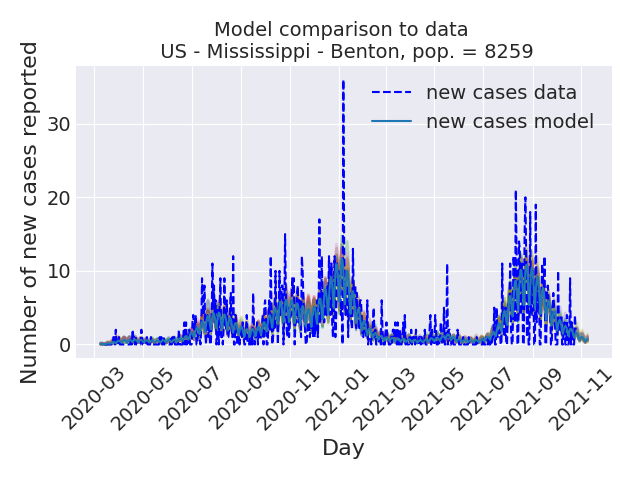 Model comparison to data
US - Mississippi - Benton, pop. = 8259
Number of new cases reported
30
20
10
0
new cases data
new cases model
2020-03
2020-05
2020-07
2020-09
2020-11
2021-01
2021-03
2021-05
2021-07
2021-09
2021-11
Day